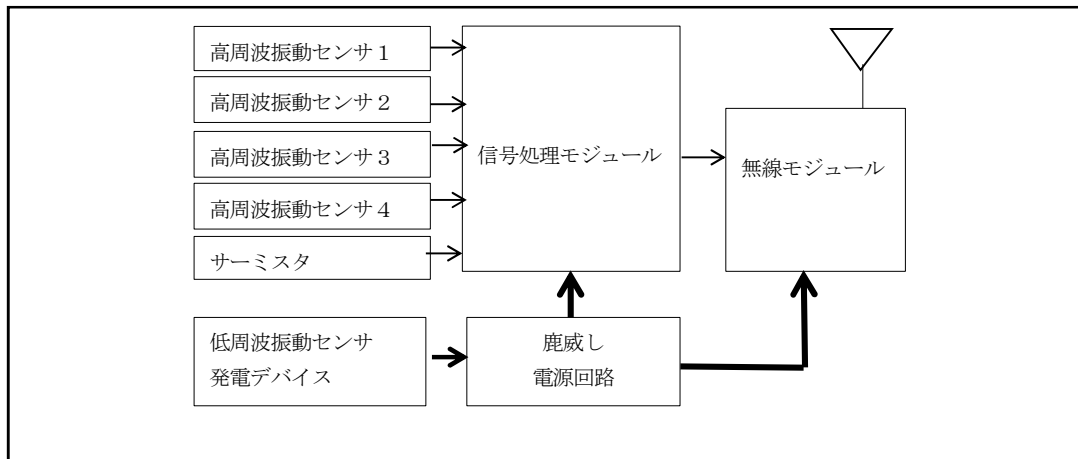 高周波振動センサ１
高周波振動センサ２
高周波振動センサ３
高周波振動センサ４
サーミスタ
信号処理モジュール
無線モジュール
低周波振動センサ
発電デバイス
鹿威し
電源回路